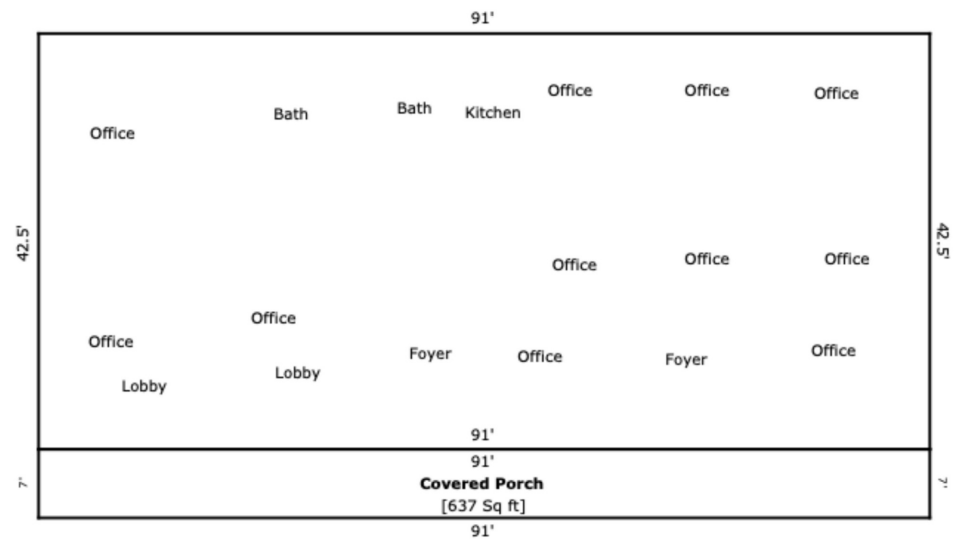 91'
Office
Office
Office
Bath
Bath
Kitchen
Office
42.5'
42.5'
Office
Office
Office
Office
Office
Foyer
Office
Foyer
Office
Lobby
Lobby
91'
91'
7'
Covered Porch
7'
[637 Sq ft]
91'